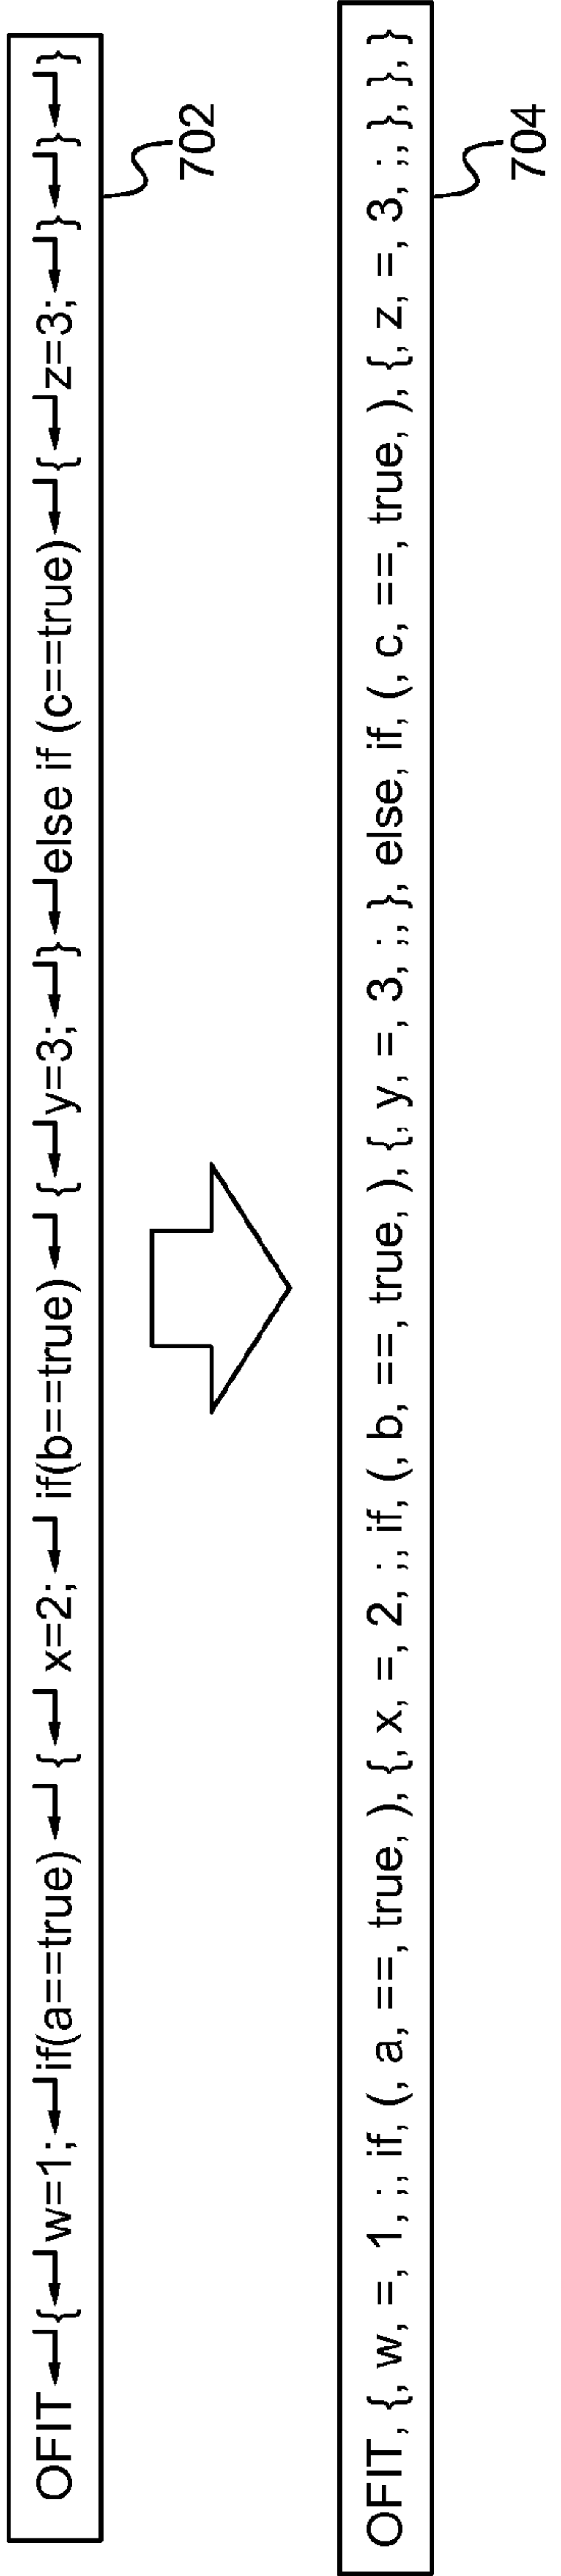 OFIT ↵ { ↵ w=1; ↵ if(a==true) ↵ { ↵ x=2; ↵ if(b==true) ↵ { ↵ y=3; ↵ } ↵ else if (c==true) ↵ { ↵ z=3; ↵ } ↵ } ↵ }
702
OFIT, {, w, =, 1, ;, if, (, a, ==, true, ), {, x, =, 2, ;, if, (, b, ==, true, ), {, y, =, 3, ;, }, else, if, (, c, ==, true, ), {, z, =, 3, ;, }, }, }
704